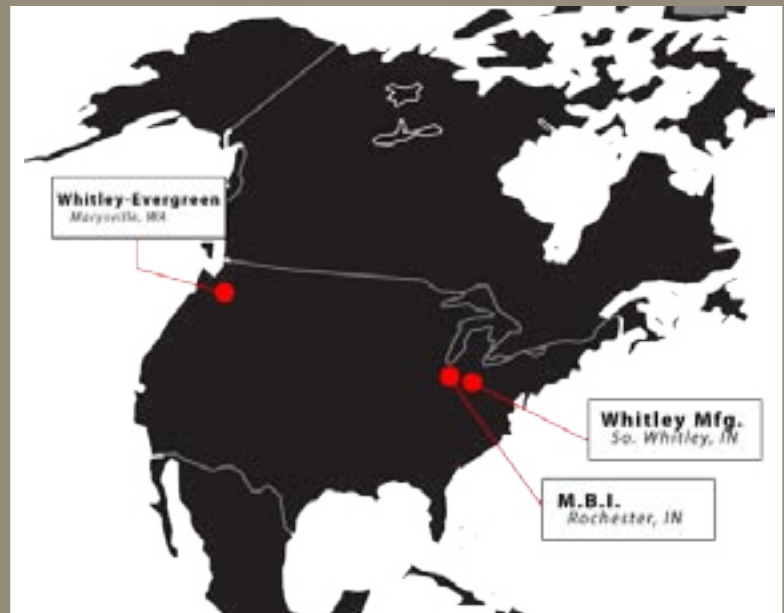 Whitley-Evergreen
Marysville, WA
Whitley Mfg.
So. Whitley, IN
M.B.I.
Rochester, IN